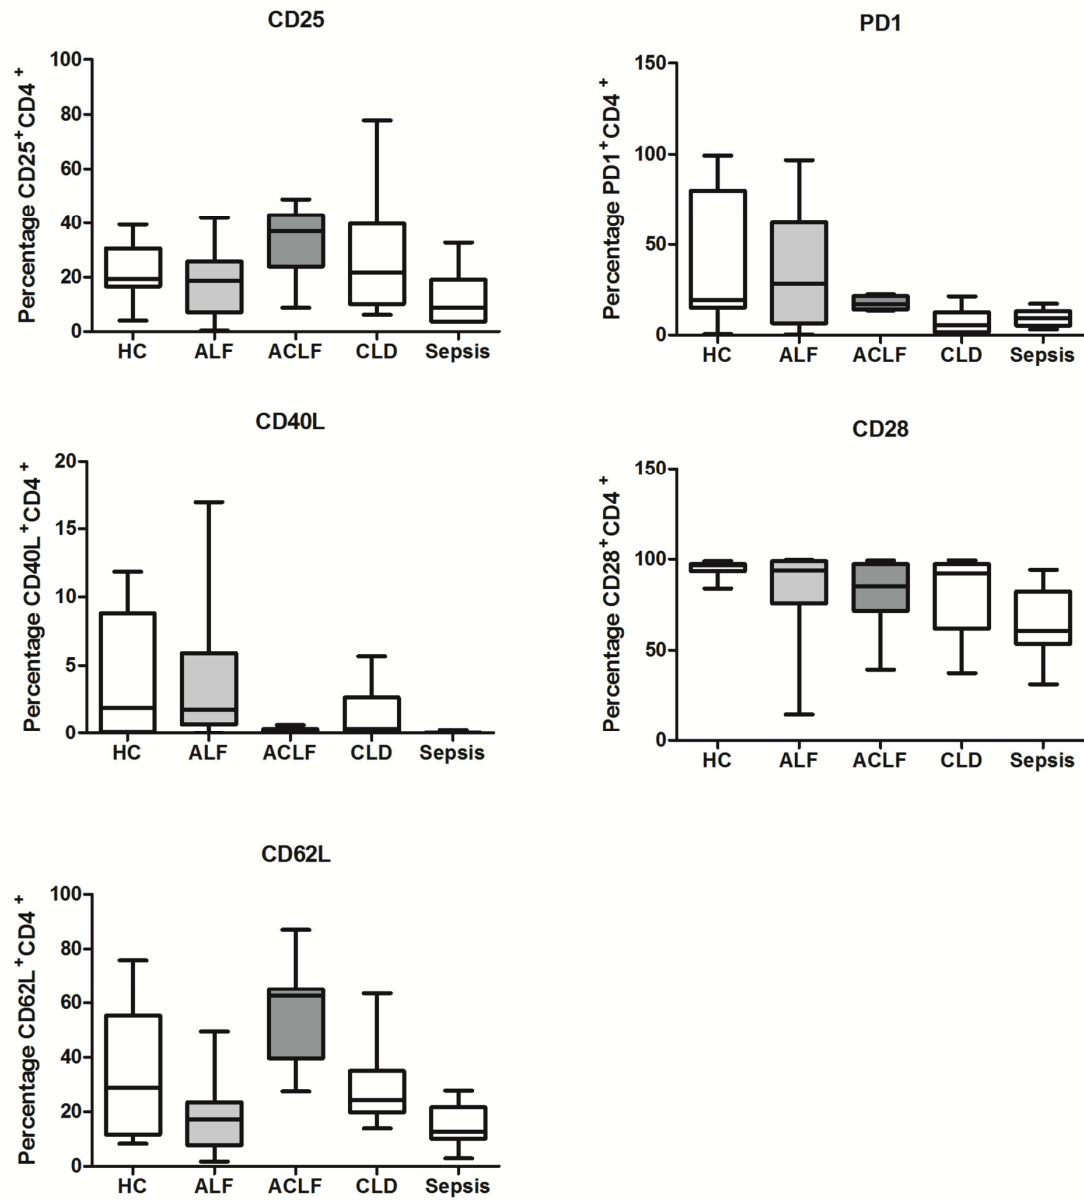 CD25
Percentage CD25+CD4+
100
80
60
40
20
0
HC ALF ACLF CLD Sepsis
PD1
Percentage PD1+CD4+
150
100
50
0
HC ALF ACLF CLD Sepsis
CD40L
Percentage CD40L+CD4+
20
15
10
5
0
HC ALF ACLF CLD Sepsis
CD28
Percentage CD28+CD4+
150
100
50
0
HC ALF ACLF CLD Sepsis
CD62L
Percentage CD62L+CD4+
100
80
60
40
20
0
HC ALF ACLF CLD Sepsis